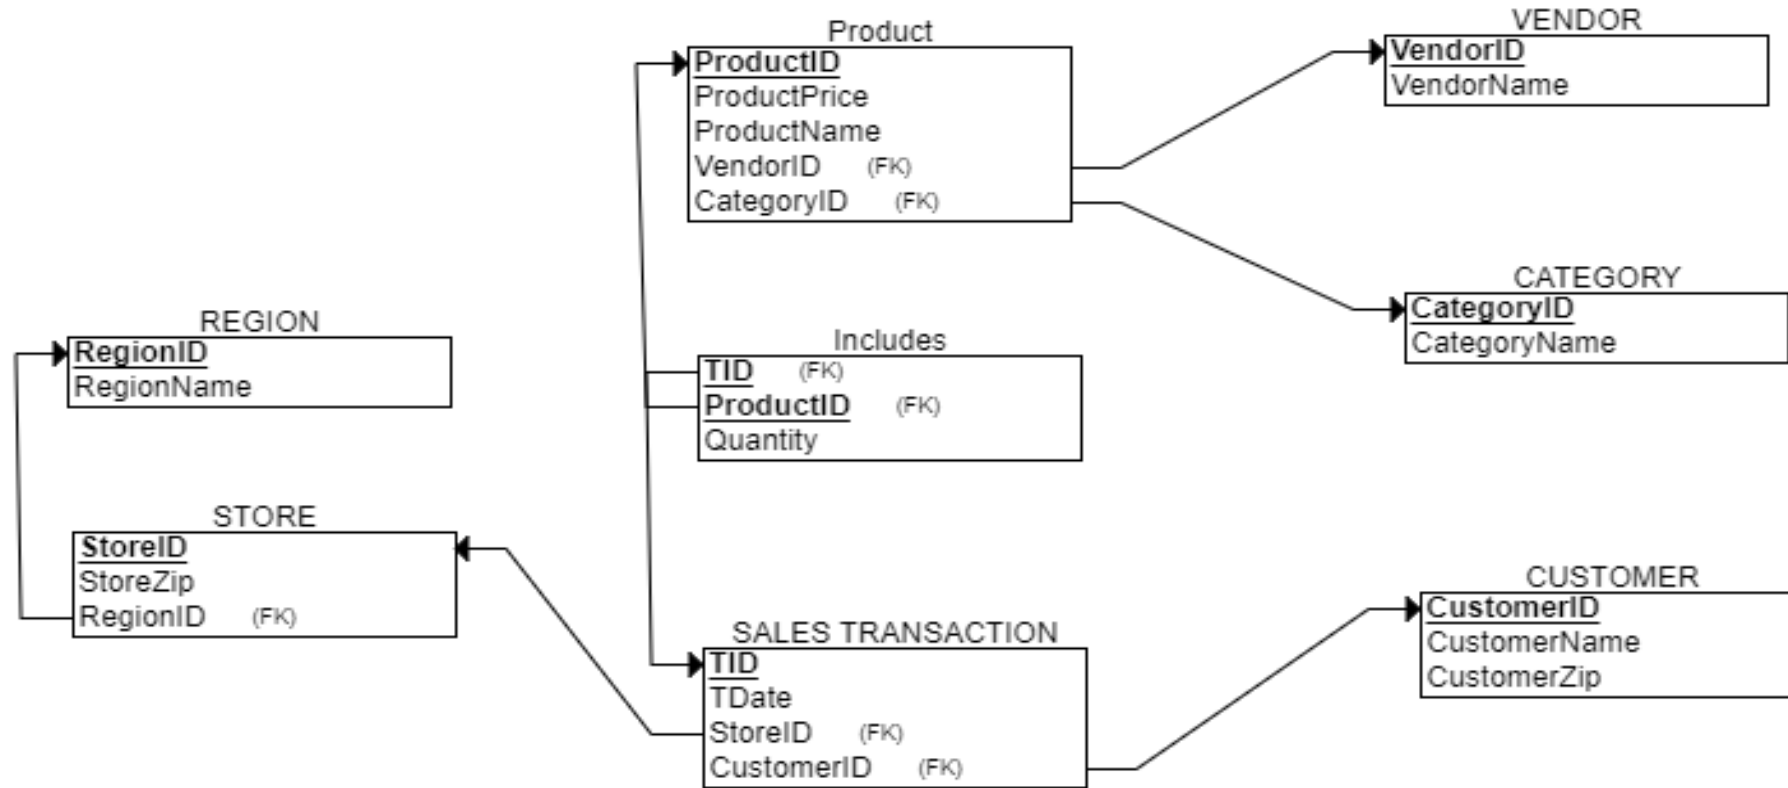 Product
ProductID
ProductPrice
ProductName
VendorID (FK)
CategoryID (FK)
VENDOR
VendorID
VendorName
CATEGORY
CategoryID
CategoryName
REGION
RegionID
RegionName
Includes
TID (FK)
ProductID (FK)
Quantity
STORE
StoreID
StoreZip
RegionID (FK)
SALES TRANSACTION
TID
TDate
StoreID (FK)
CustomerID (FK)
CUSTOMER
CustomerID
CustomerName
CustomerZip